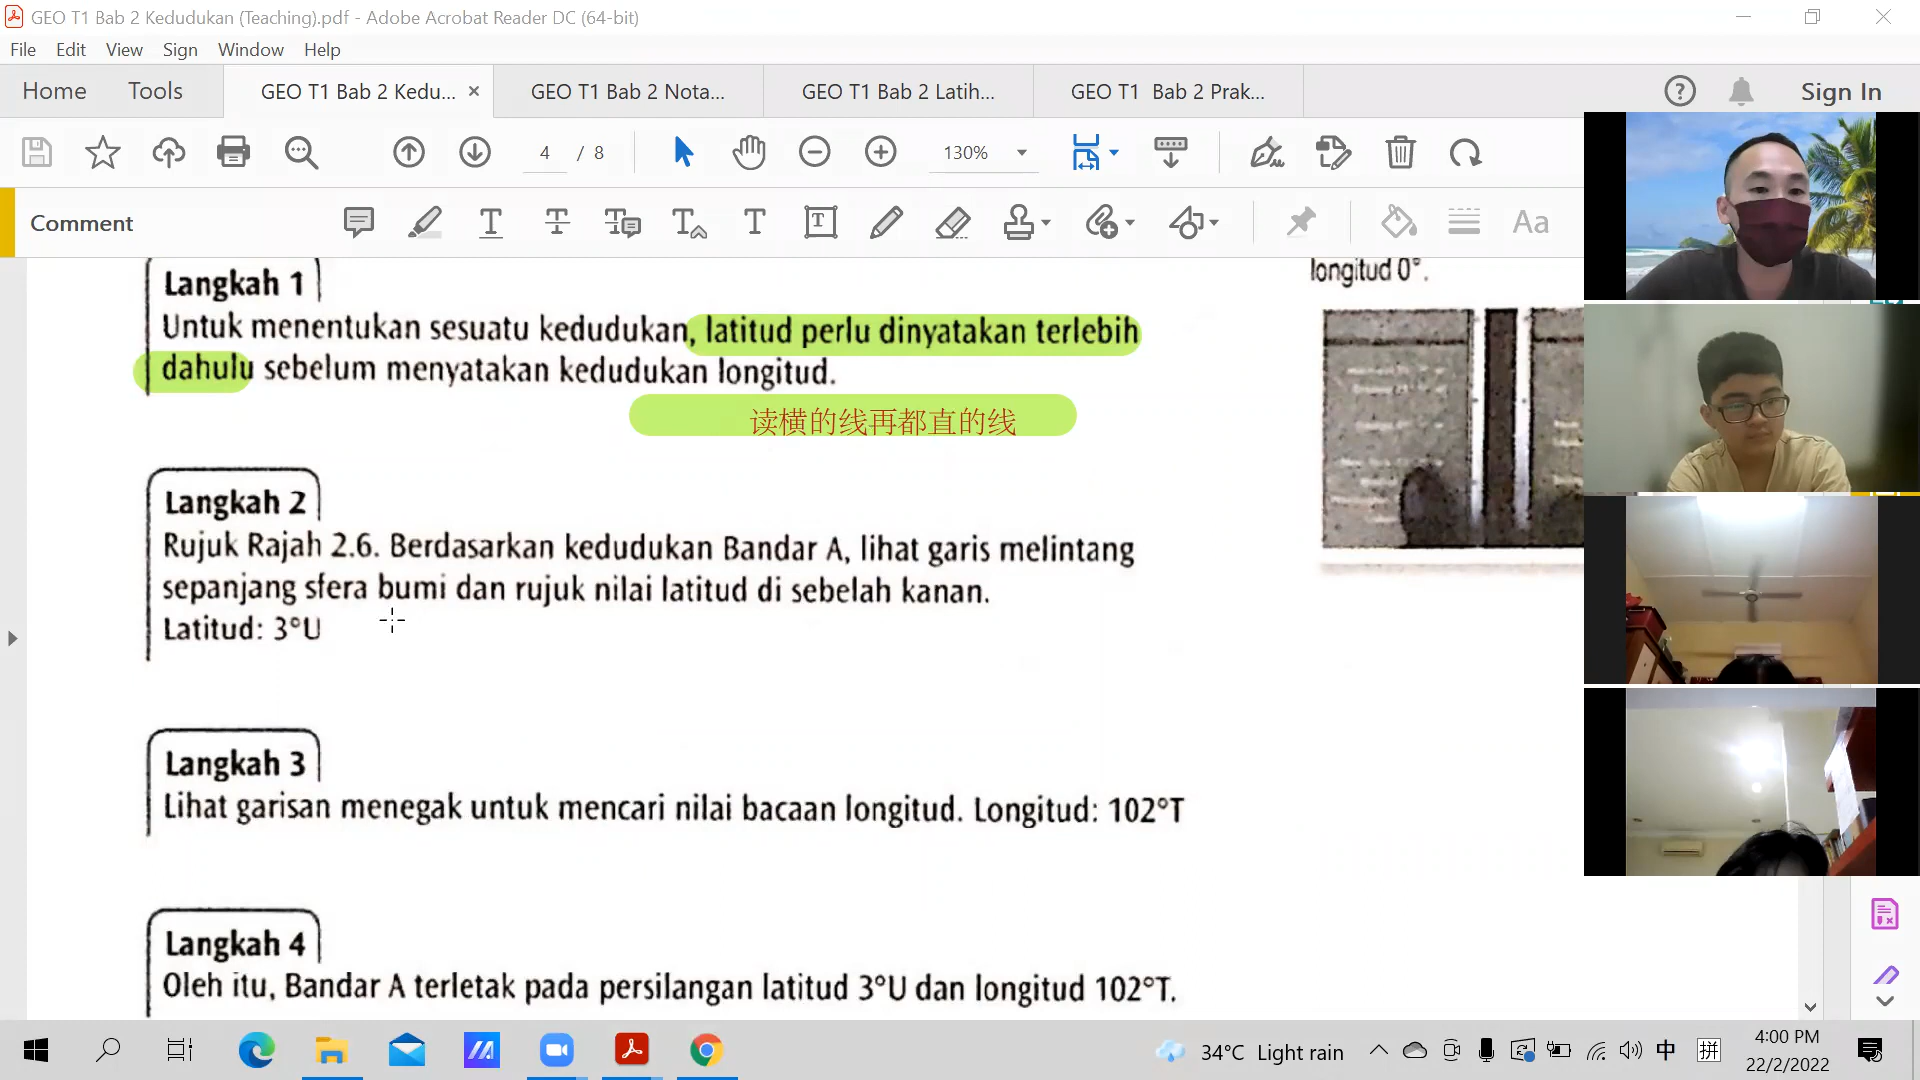 GEO T1 Bab 2 Kedudukan (Teaching).pdf - Adobe Acrobat Reader DC (64-bit)
File Edit View Sign Window Help
Home Tools GEO T1 Bab 2 Kedu... × GEO T1 Bab 2 Nota... GEO T1 Bab 2 Latih... GEO T1 Bab 2 Prak... Sign In
4 / 8 130%
Comment
Aa
longitud 0°.
Langkah 1
Untuk menentukan sesuatu kedudukan, latitud perlu dinyatakan terlebih
dahulu sebelum menyatakan kedudukan longitud.
读横的线再都直的线
Langkah 2
Rujuk Rajah 2.6. Berdasarkan kedudukan Bandar A, lihat garis melintang
sepanjang sfera bumi dan rujuk nilai latitud di sebelah kanan.
Latitud: 3°U
Langkah 3
Lihat garisan menegak untuk mencari nilai bacaan longitud. Longitud: 102°T
Langkah 4
Oleh itu, Bandar A terletak pada persilangan latitud 3°U dan longitud 102°T.
34°C Light rain 中 拼 4:00 PM
22/2/2022